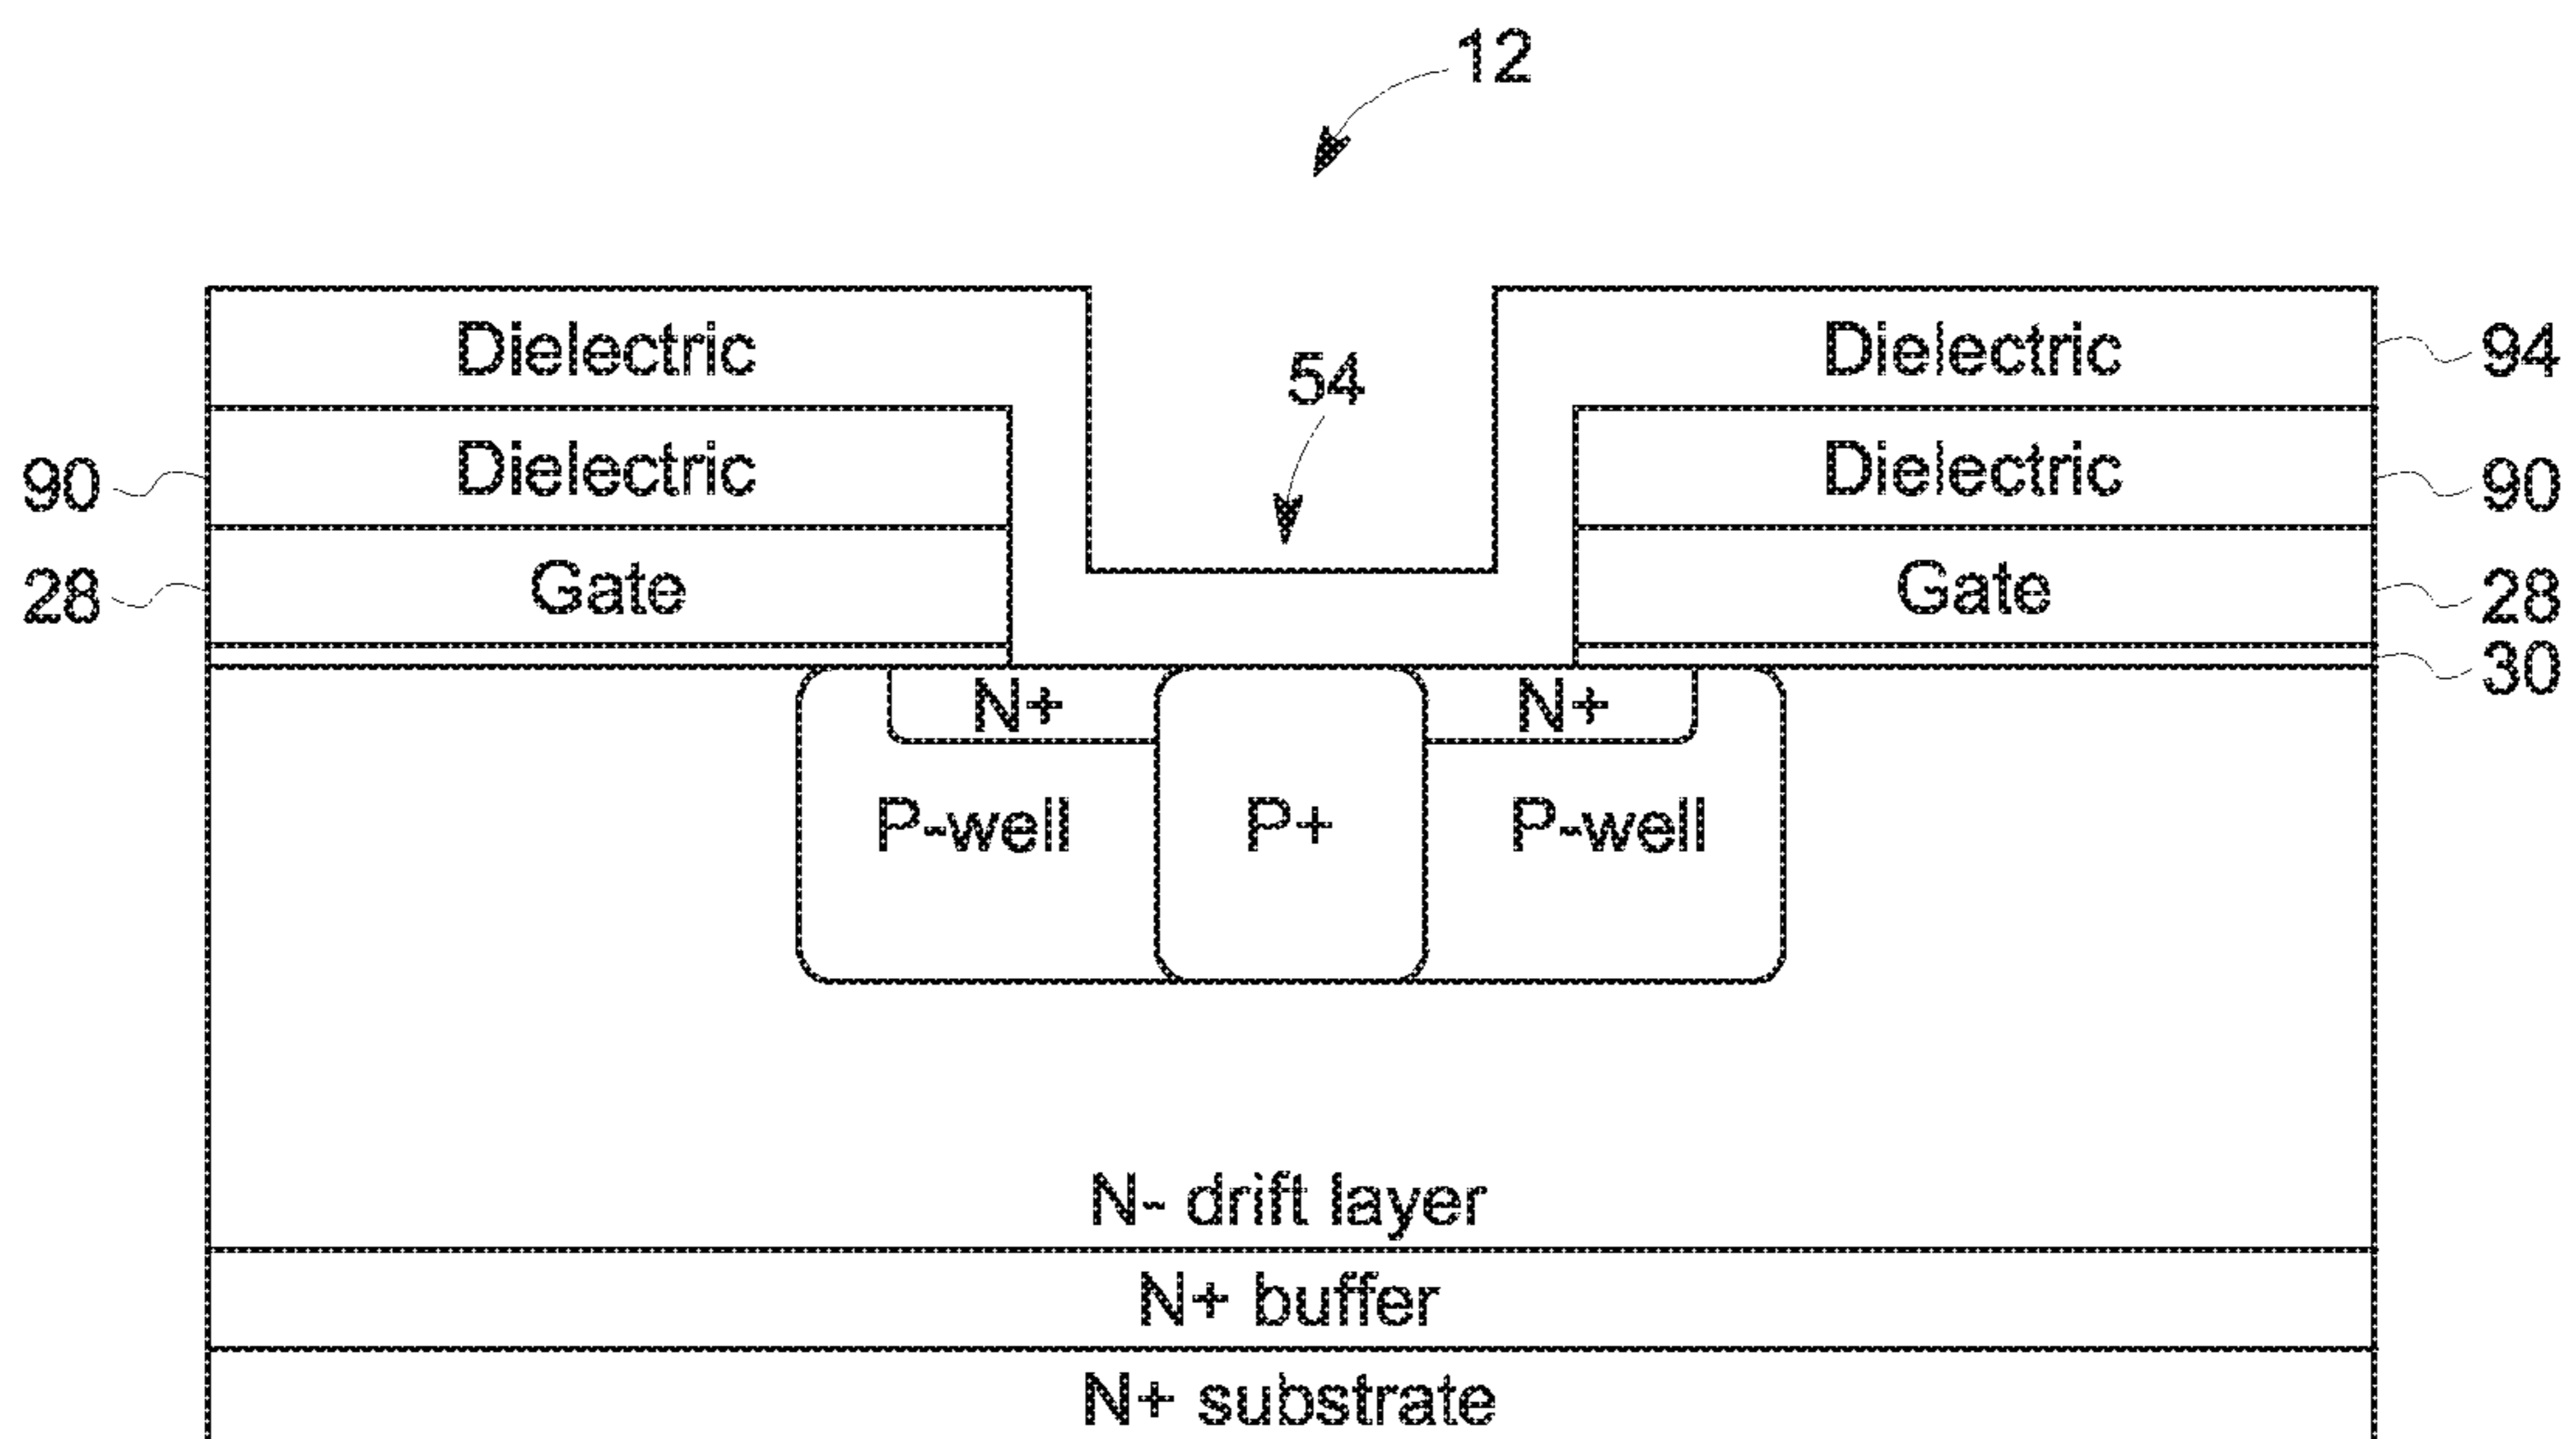 12
Dielectric Dielectric 94
54
90 Dielectric Dielectric 90
28 Gate Gate 28
30
N+ N+
P-well P+ P-well
N- drift layer
N+ buffer
N+ substrate